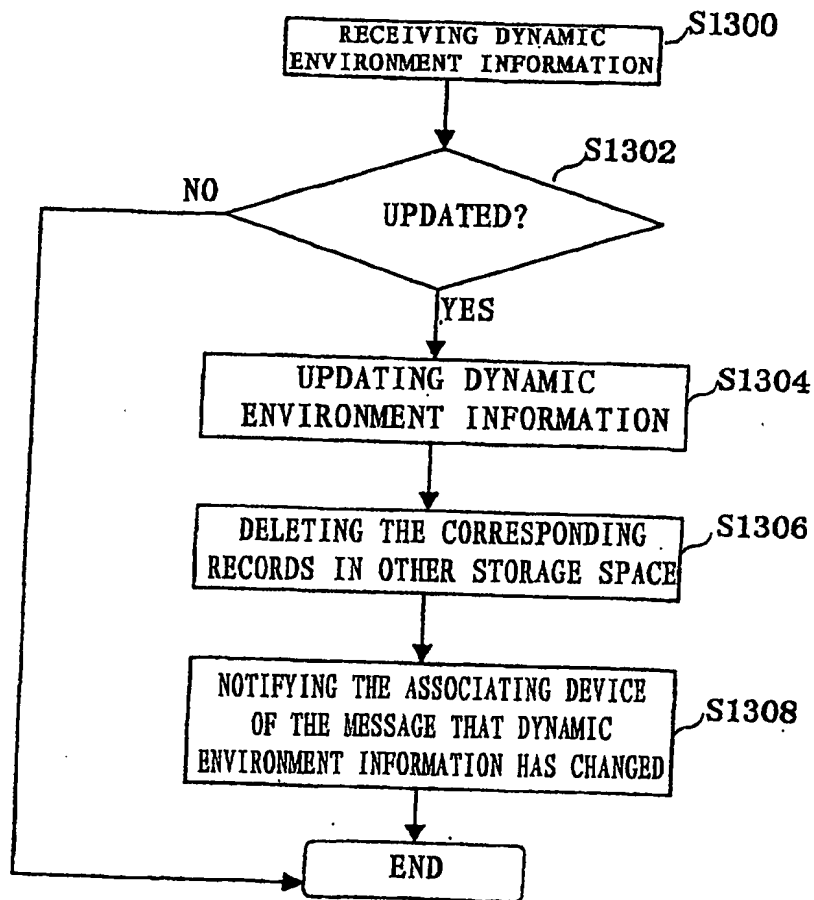 RECEIVING DYNAMIC
ENVIRONMENT INFORMATION
S1300
S1302
NO
UPDATED?
YES
UPDATING DYNAMIC
ENVIRONMENT INFORMATION
S1304
DELETING THE CORRESPONDING
RECORDS IN OTHER STORAGE SPACE
S1306
NOTIFYING THE ASSOCIATING DEVICE
OF THE MESSAGE THAT DYNAMIC
ENVIRONMENT INFORMATION HAS CHANGED
S1308
END